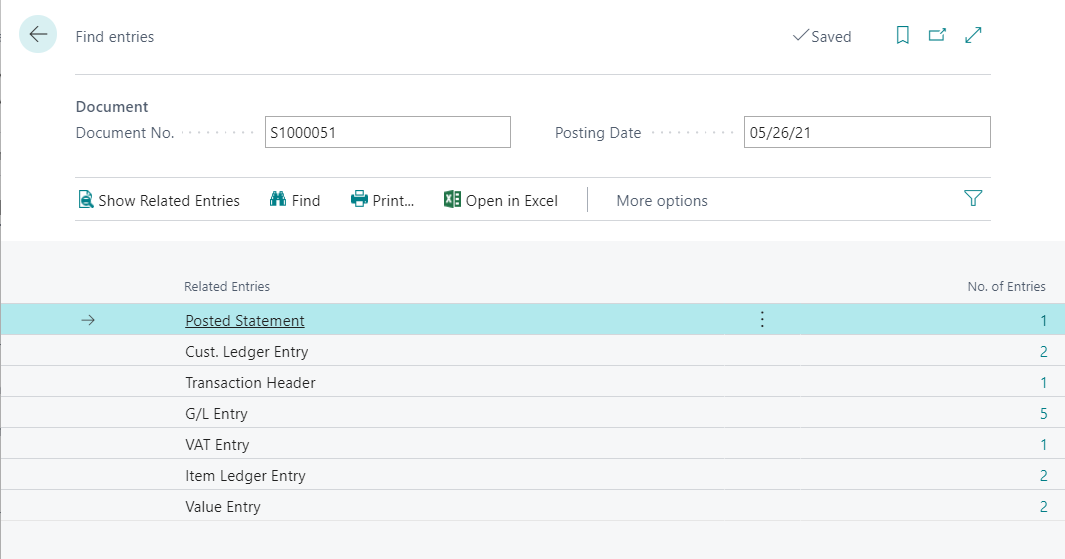 Find entries
Saved
Document
Document No. S1000051 Posting Date 05/26/21
Show Related Entries Find Print... Open in Excel More options
Related Entries No. of Entries
Posted Statement 1
Cust. Ledger Entry 2
Transaction Header 1
G/L Entry 5
VAT Entry 1
Item Ledger Entry 2
Value Entry 2